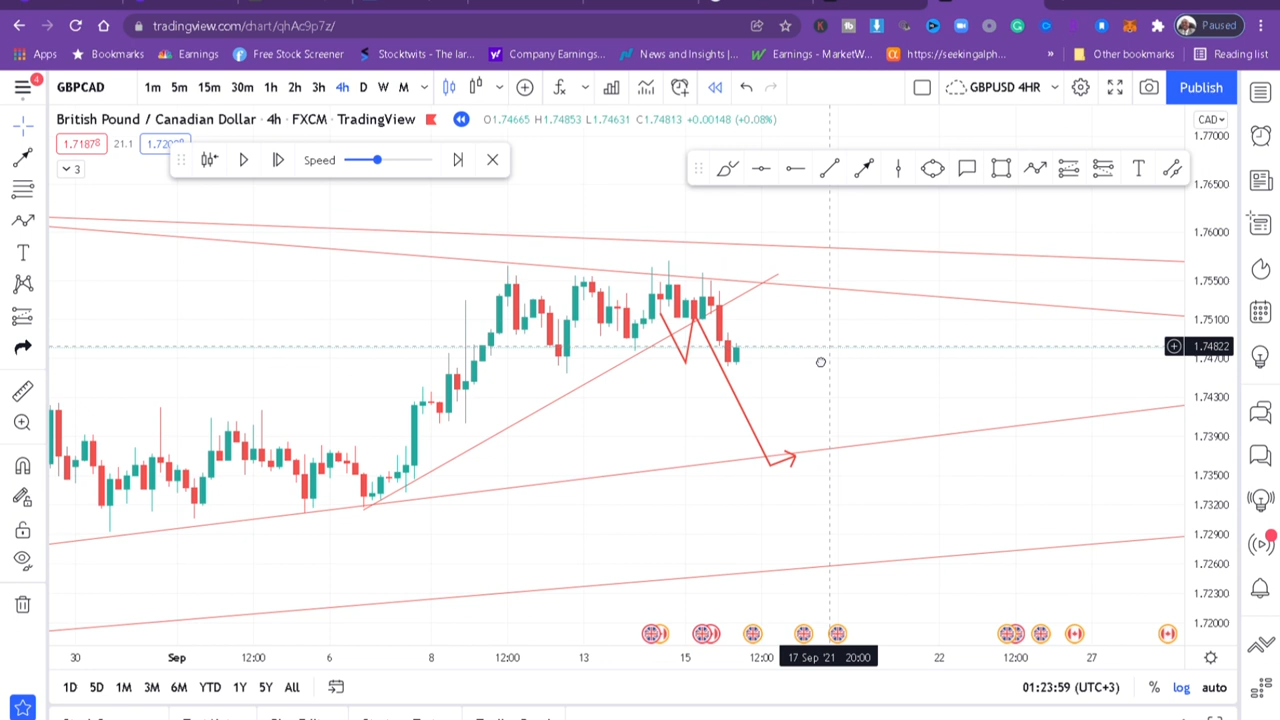 tradingview.com/chart/qhAc9p7z/
Paused
Apps Bookmarks Earnings Free Stock Screener Stocktwits - The lar... Company Earnings... News and Insights |... Earnings - MarketW... https://seekingalph... » Other bookmarks Reading list
4 GBPCAD 1m 5m 15m 30m 1h 2h 3h 4h D W M GBPUSD 4HR Publish
British Pound / Canadian Dollar · 4h · FXCM · TradingView O1.74665 H1.74853 L1.74631 C1.74813 +0.00148 (+0.08%) CAD
1.71878 21.1
Speed
3
1.77000
1.76500
1.76000
1.75500
1.75100
1.74822
1.74700
1.74300
1.73900
1.73500
1.73200
1.72900
1.72600
1.72300
1.72000
30 Sep 12:00 6 8 12:00 13 15 12:00 17 Sep '21 20:00 22 12:00 27
1D 5D 1M 3M 6M YTD 1Y 5Y All 01:23:59 (UTC+3) % log auto